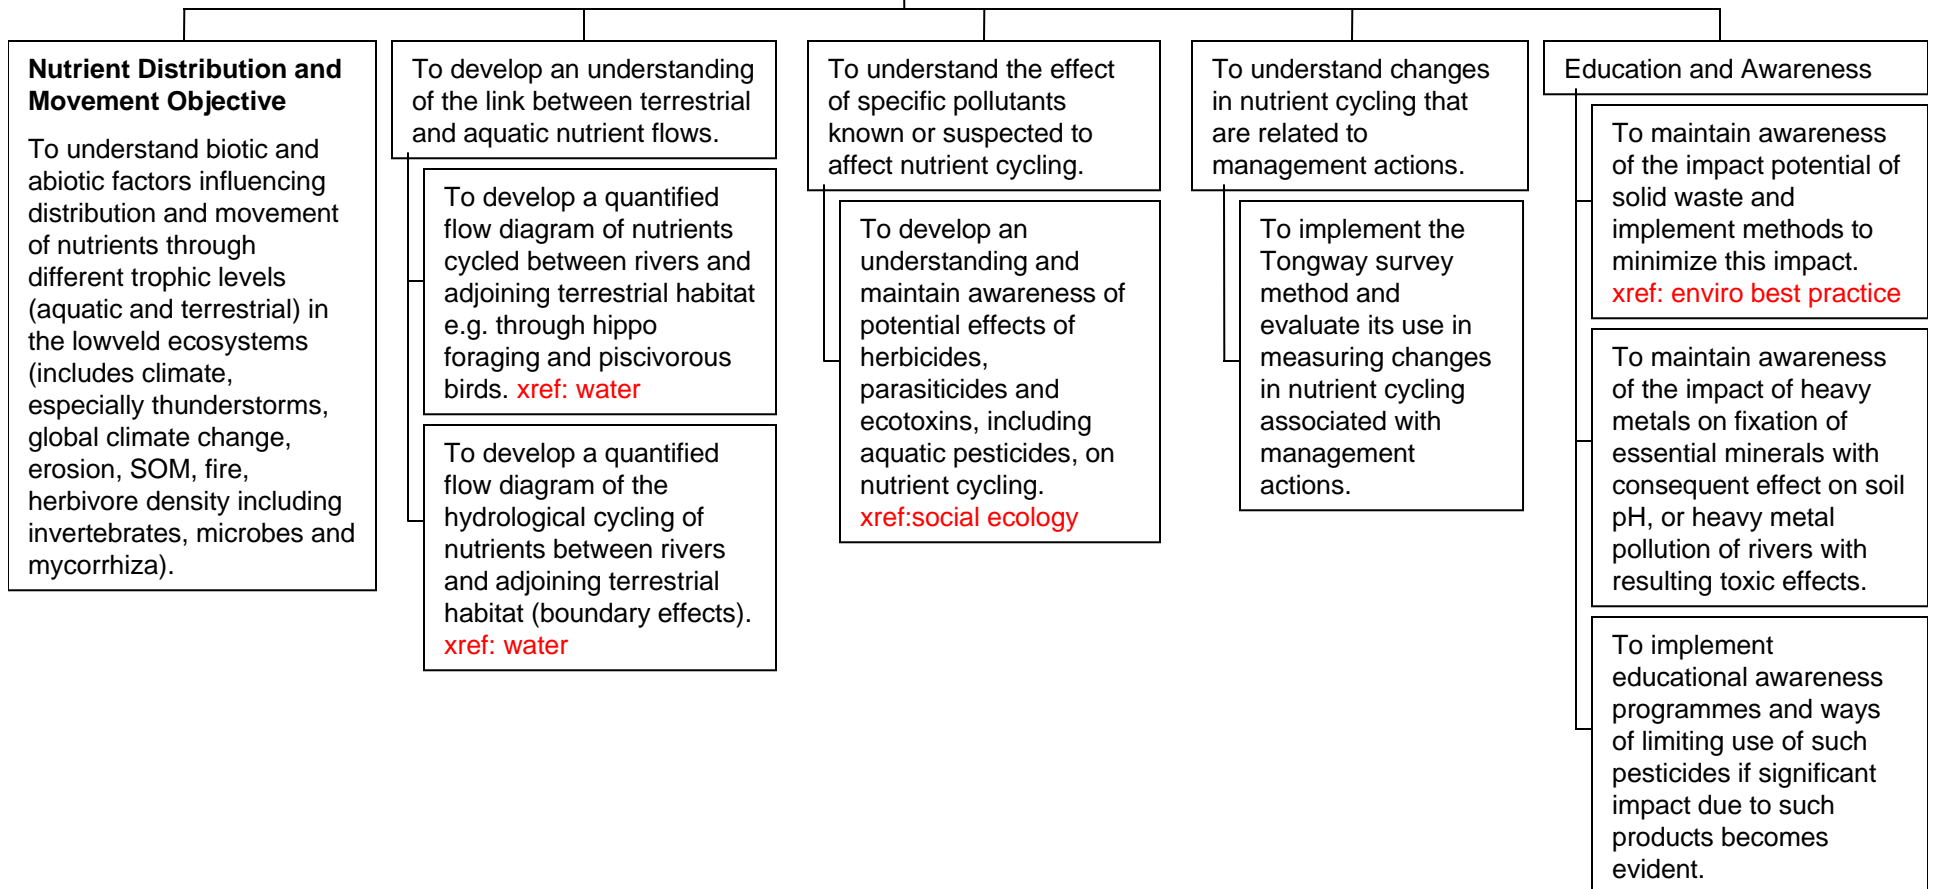 Nutrient Distribution and
Movement Objective
To understand biotic and
abiotic factors influencing
distribution and movement
of nutrients through
different trophic levels
(aquatic and terrestrial) in
the lowveld ecosystems
(includes climate,
especially thunderstorms,
global climate change,
erosion, SOM, fire,
herbivore density including
invertebrates, microbes and
mycorrhiza).
To develop an understanding
of the link between terrestrial
and aquatic nutrient flows.
To develop a quantified
flow diagram of nutrients
cycled between rivers and
adjoining terrestrial habitat
e.g. through hippo
foraging and piscivorous
birds. xref: water
To develop a quantified
flow diagram of the
hydrological cycling of
nutrients between rivers
and adjoining terrestrial
habitat (boundary effects).
xref: water
To understand the effect
of specific pollutants
known or suspected to
affect nutrient cycling.
To develop an
understanding and
maintain awareness of
potential effects of
herbicides,
parasiticides and
ecotoxins, including
aquatic pesticides, on
nutrient cycling.
xref:social ecology
To understand changes
in nutrient cycling that
are related to
management actions.
To implement the
Tongway survey
method and
evaluate its use in
measuring changes
in nutrient cycling
associated with
management
actions.
Education and Awareness
To maintain awareness
of the impact potential of
solid waste and
implement methods to
minimize this impact.
xref: enviro best practice
To maintain awareness
of the impact of heavy
metals on fixation of
essential minerals with
consequent effect on soil
pH, or heavy metal
pollution of rivers with
resulting toxic effects.
To implement
educational awareness
programmes and ways
of limiting use of such
pesticides if significant
impact due to such
products becomes
evident.